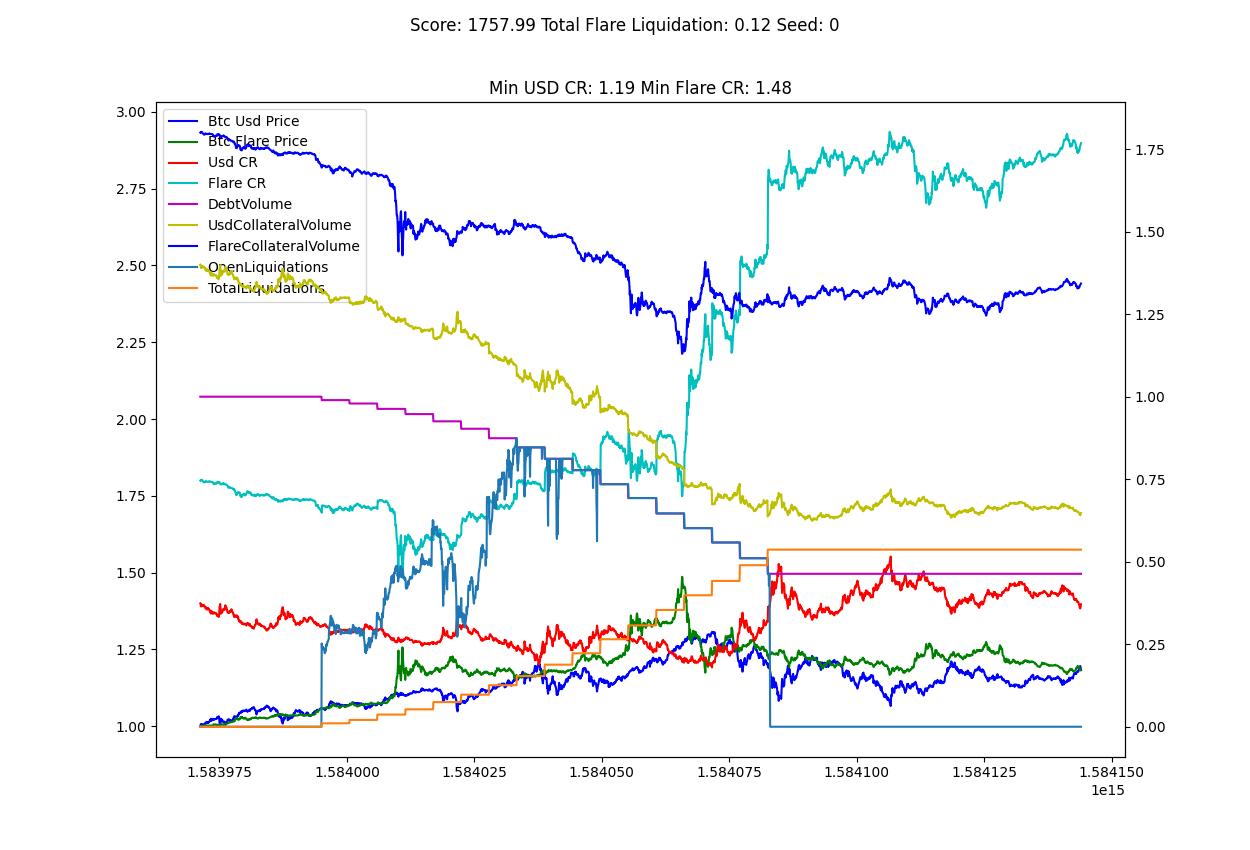 Score: 1757.99 Total Flare Liquidation: 0.12 Seed: 0
Min USD CR: 1.19 Min Flare CR: 1.48
3.00
2.75
2.50
2.25
2.00
1.75
1.50
1.25
1.00
Btc Usd Price
Btc Flare Price
Usd CR
Flare CR
DebtVolume
UsdCollateralVolume
FlareCollateralVolume
OpenLiquidations
TotalLiquidations
1.75
1.50
1.25
1.00
0.75
0.50
0.25
0.00
1.583975 1.584000 1.584025 1.584050 1.584075 1.584100 1.584125 1.584150
1e15